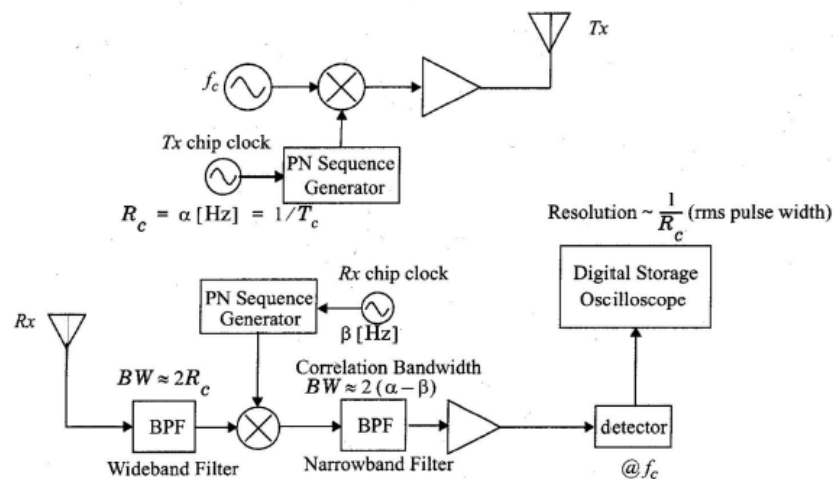 Tx
f_c
Tx chip clock
PN Sequence
Generator
R_c = α [Hz] = 1/T_c
Resolution ~ 1/R_c (rms pulse width)
Rx chip clock
PN Sequence
Generator
β [Hz]
Digital Storage
Oscilloscope
Rx
Correlation Bandwidth
BW ≈ 2R_c
BW ≈ 2 (α – β)
BPF
BPF
detector
Wideband Filter
Narrowband Filter
@ f_c